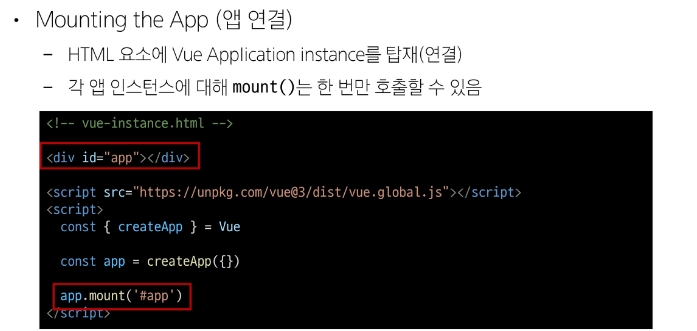 • Mounting the App (앱 연결)
– HTML 요소에 Vue Application instance를 탑재(연결)
– 각 앱 인스턴스에 대해 mount()는 한 번만 호출할 수 있음
<!-- vue-instance.html -->
<div id="app"></div>
<script src="https://unpkg.com/vue@3/dist/vue.global.js"></script>
<script>
const { createApp } = Vue
const app = createApp({})
app.mount('#app')
</script>